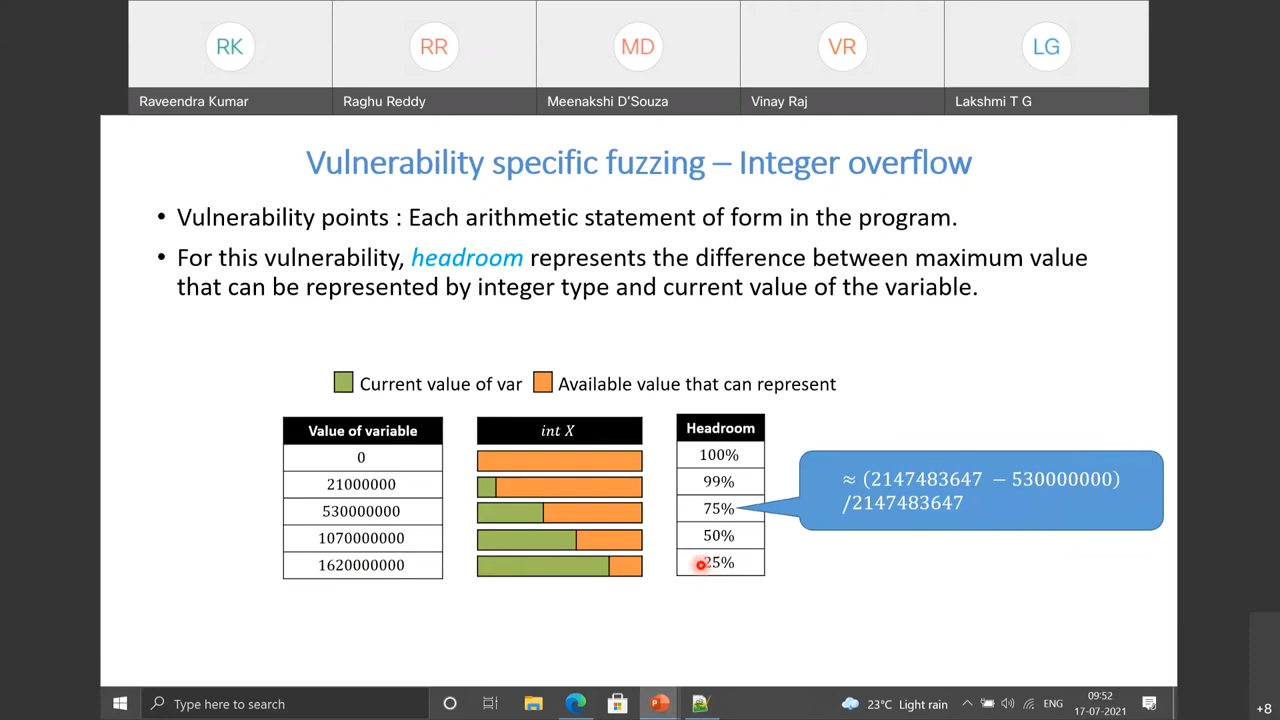 RK
RR
MD
VR
LG
Raveendra Kumar
Raghu Reddy
Meenakshi D'Souza
Vinay Raj
Lakshmi T G
Vulnerability specific fuzzing – Integer overflow
• Vulnerability points : Each arithmetic statement of form in the program.
• For this vulnerability, headroom represents the difference between maximum value
that can be represented by integer type and current value of the variable.
Current value of var
Available value that can represent
Value of variable
int X
Headroom
0
100%
21000000
99%
530000000
75%
1070000000
50%
1620000000
25%
≈ (2147483647 − 530000000)
/2147483647
Type here to search
23°C Light rain
ENG
09:52
17-07-2021
+8